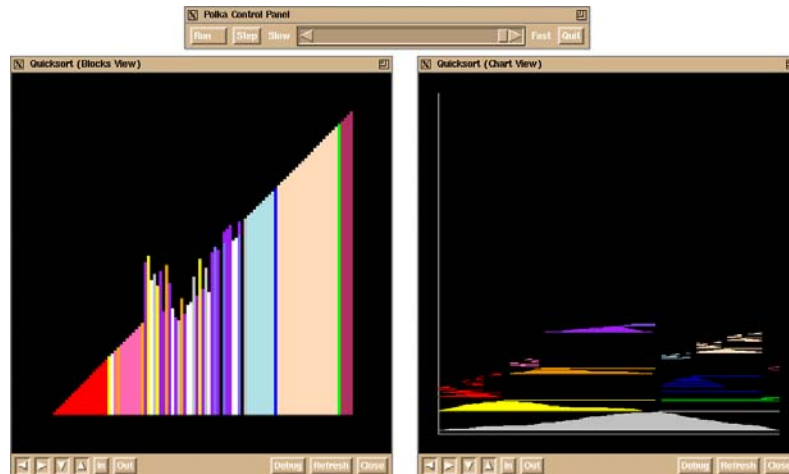 Polka Control Panel
Run Step Slow Fast Quit
Quicksort (Blocks View)
Quicksort (Chart View)
In Out Debug Refresh Close
In Out Debug Refresh Close